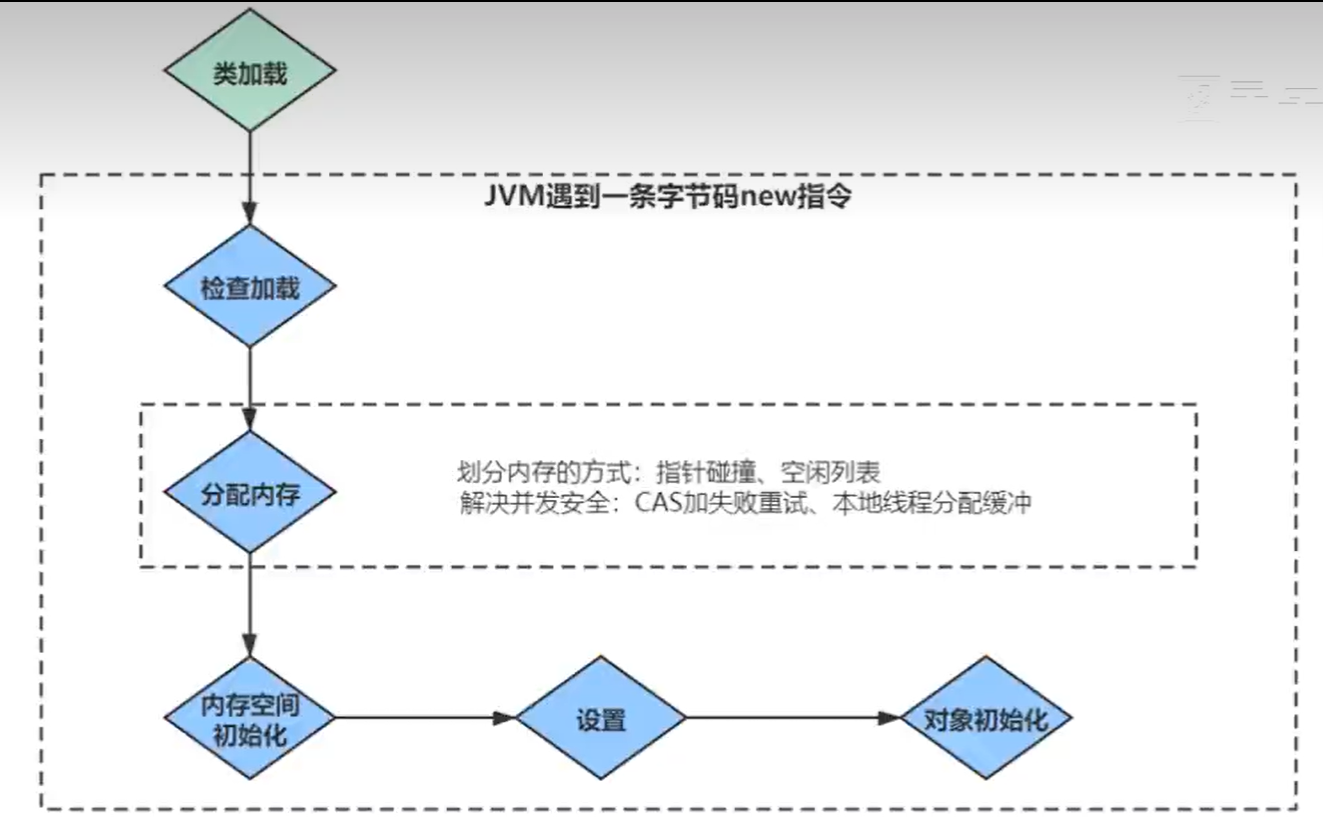 类加载
JVM遇到一条字节码new指令
检查加载
分配内存
划分内存的方式：指针碰撞、空闲列表
解决并发安全：CAS加失败重试、本地线程分配缓冲
内存空间
初始化
设置
对象初始化